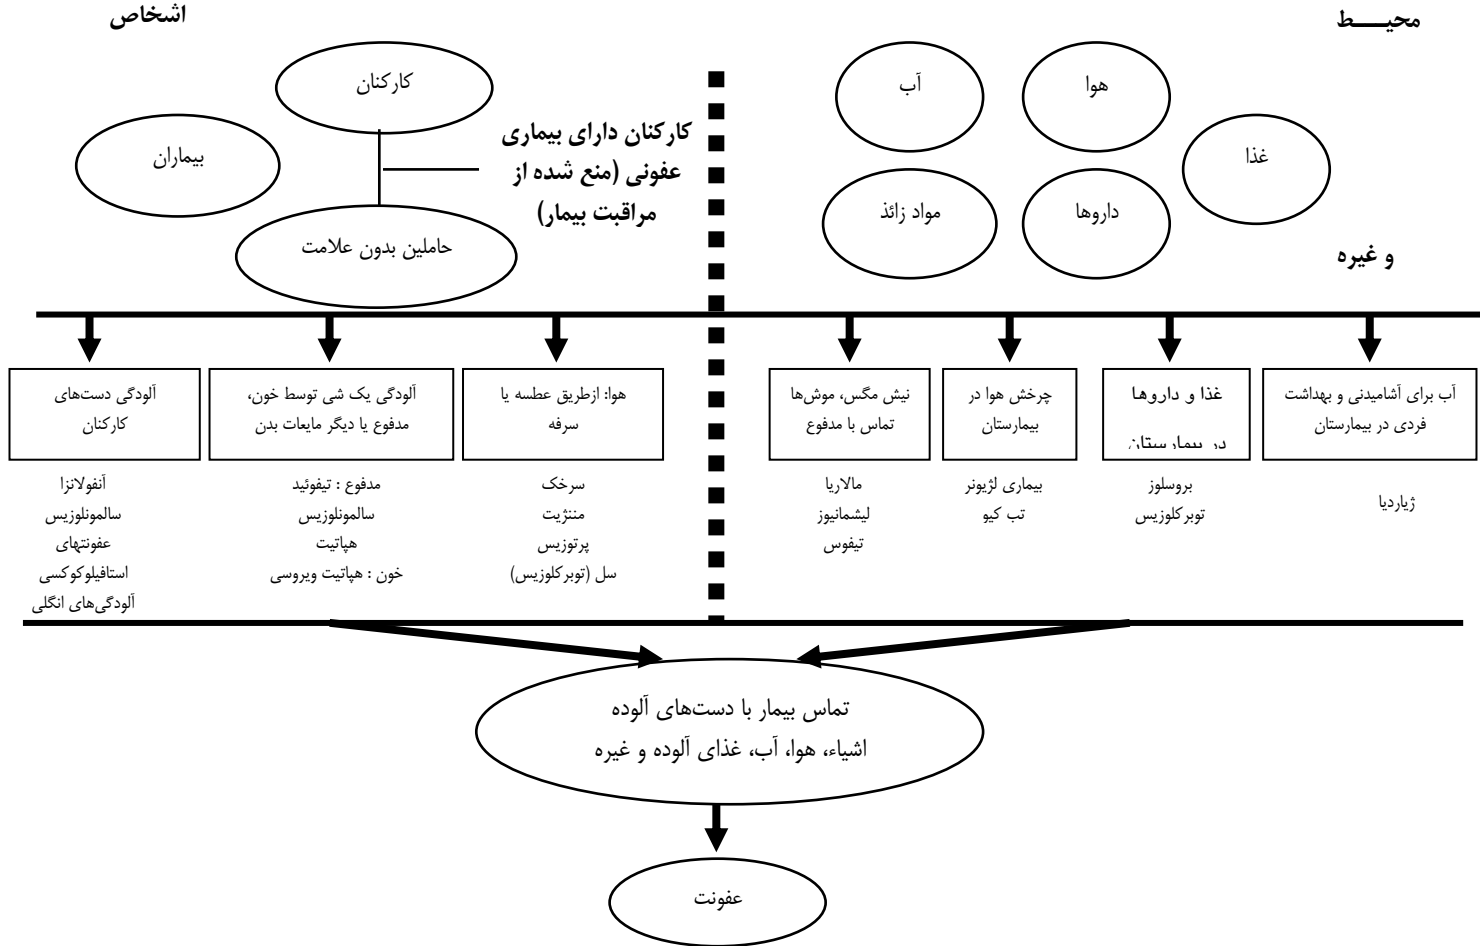 محیـــــط
اشخاص
هوا
آب
غذا
داروها
مواد زائد
و غیره
کارکنان
بیماران
حاملین بدون علامت
کارکنان دارای بیماری
عفونی (منع شده از
مراقبت بیمار)
آب برای آشامیدنی و بهداشت
فردی در بیمارستان
ژیاردیا
غذا و داروها
در بیمارستان
بروسلوز
توبرکلوزیس
چرخش هوا در
بیمارستان
بیماری لژیونر
تب کیو
نیش مگس، موش‌ها
تماس با مدفوع
مالاریا
لیشمانیوز
تیفوس
هوا: ازطریق عطسه یا
سرفه
سرخک
مننژیت
پرتوزیس
سل (توبرکلوزیس)
آلودگی یک شی توسط خون،
مدفوع یا دیگر مایعات بدن
مدفوع : تیفوئید
سالمونلوزیس
هپاتیت
خون : هپاتیت ویروسی
آلودگی دست‌های
کارکنان
آنفولانزا
سالمونلوزیس
عفونتهای
استافیلوکوکسی
آلودگی‌های انگلی
تماس بیمار با دست‌های آلوده
اشیاء، هوا، آب، غذای آلوده و غیره
عفونت